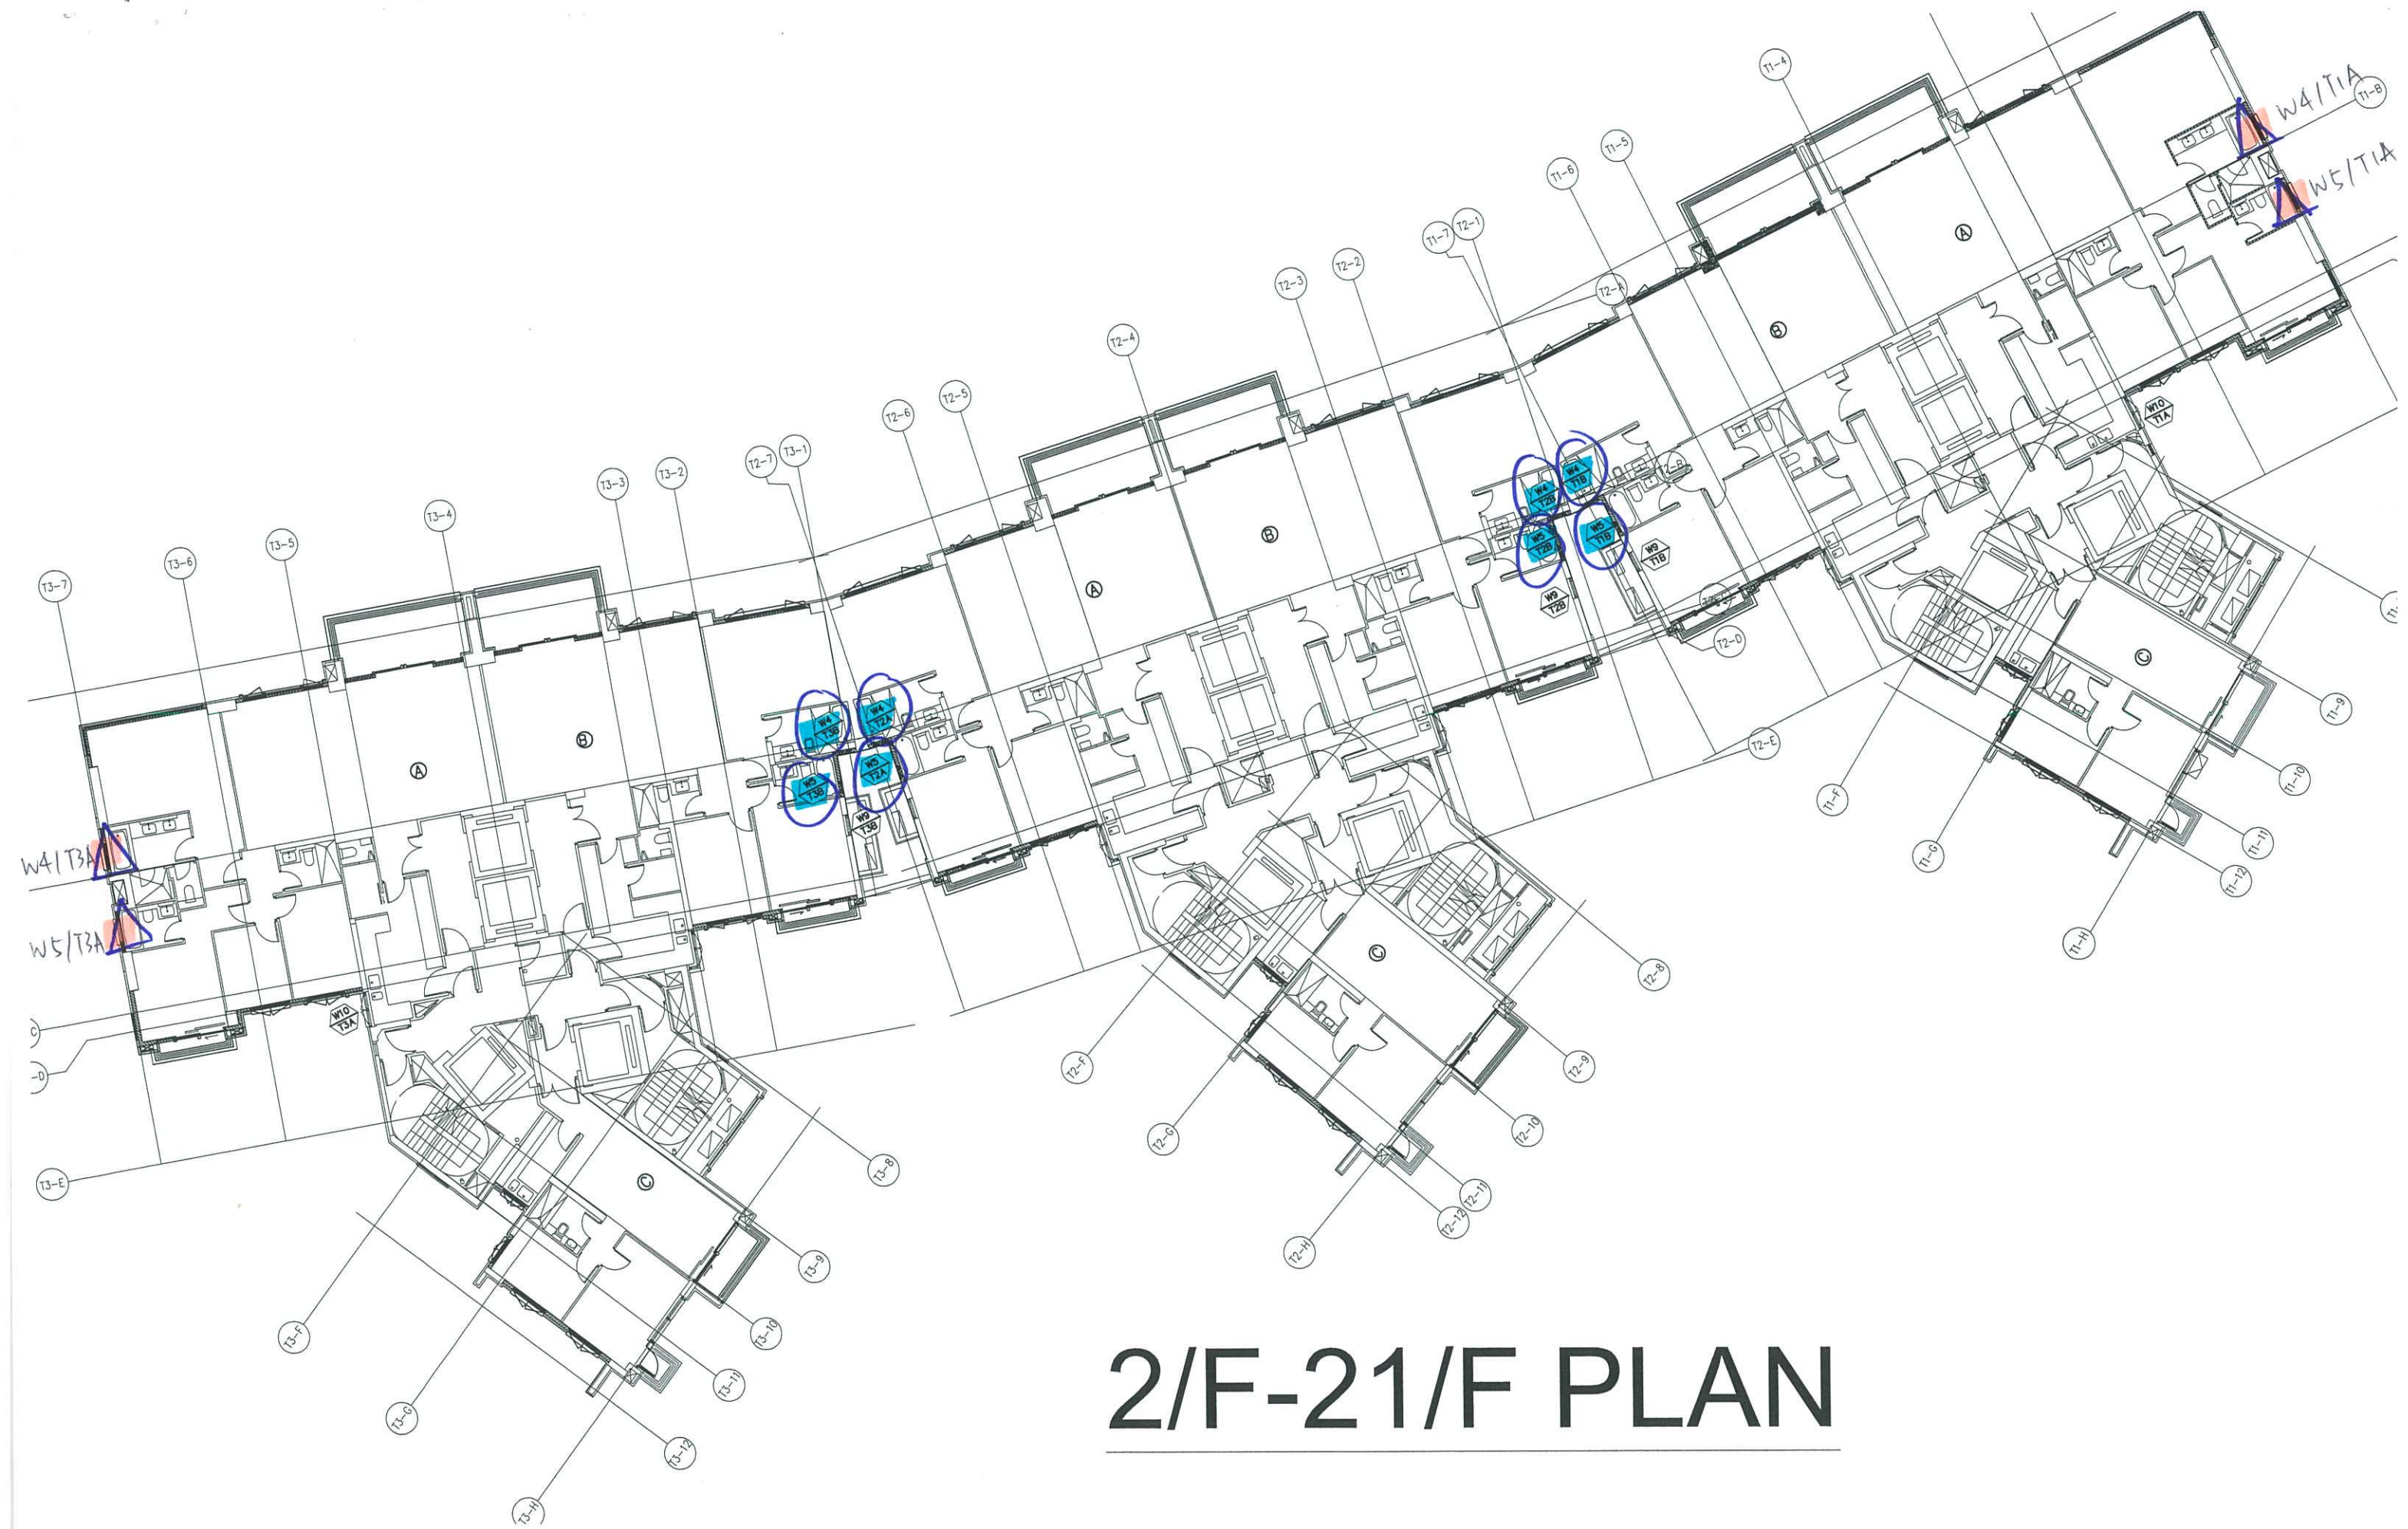 T1-4
W4/T1A
T1-B
T1-5
W5/T1A
T1-6
T2-1
T1-7
A
T2-2
T2-3
T2-A
B
T2-4
T2-5
T2-6
W10
T1A
T3-1
T2-7
T3-2
T3-3
W4
T1B
T2-B
W4
T2B
T3-4
B
W5
T1B
T3-5
W5
T2B
W9
T1B
T3-6
T3-7
A
W9
T2B
T2-D
C
W4
T2A
T1-9
W4
T3B
B
T2-E
A
W5
T2A
T1-10
W5
T3B
T1-F
W9
T3B
T1-11
W4/T3A
T1-G
T1-12
W5/T3A
T1-H
C
T2-8
W10
T3A
C
-D
T2-F
T2-9
T2-10
T2-G
T3-8
C
T3-E
T2-11
T2-12
T2-H
T3-9
T3-10
T3-F
T3-11
T3-G
T3-12
T3-H
2/F-21/F PLAN